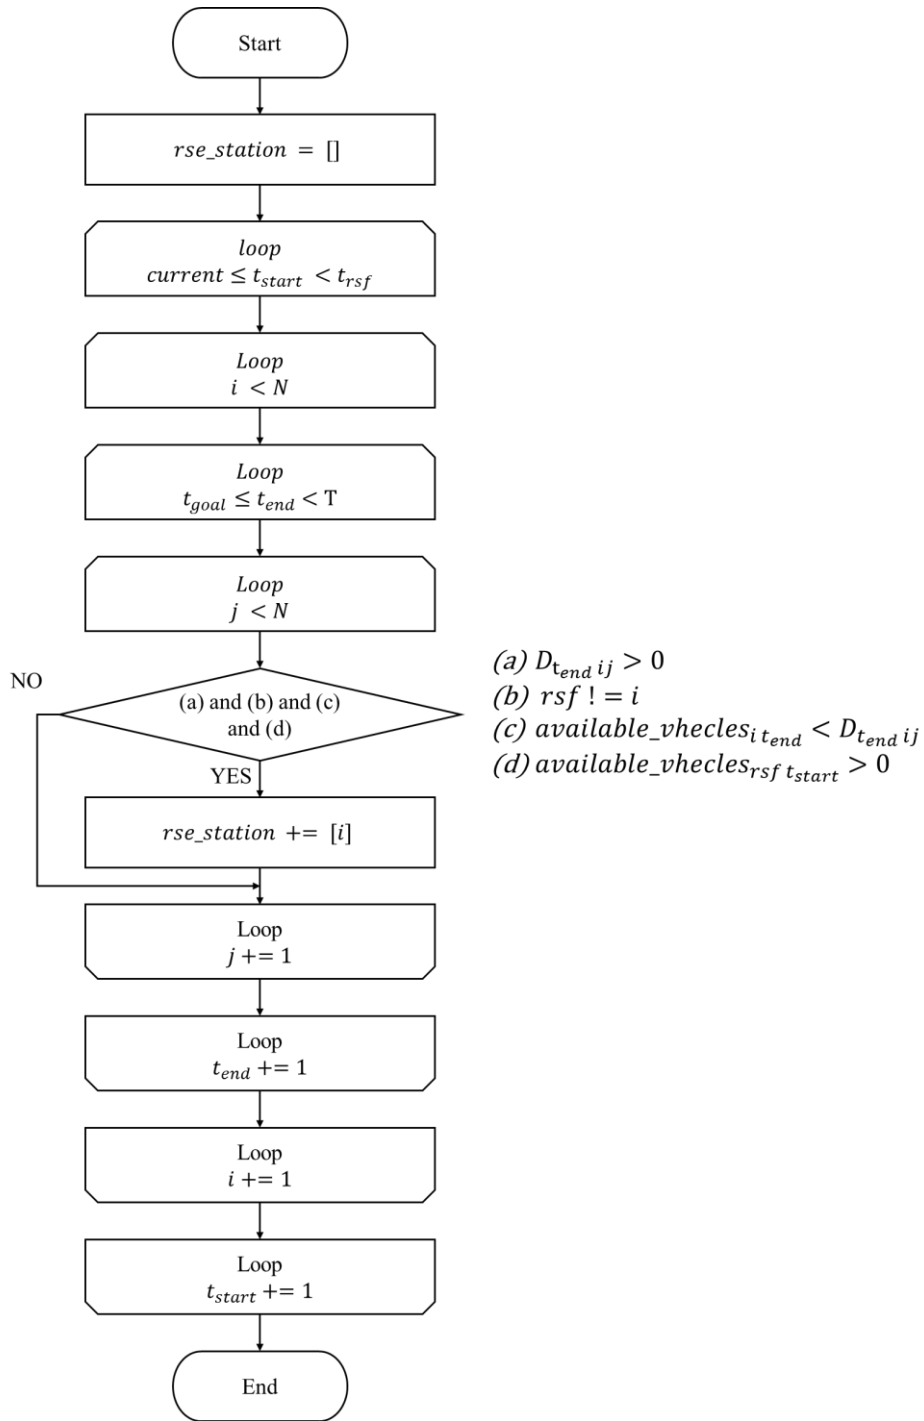 Start
rse_station = []
loop
current ≤ t_start < t_rsf
Loop
i < N
Loop
t_goal ≤ t_end < T
Loop
j < N
NO
(a) and (b) and (c)
and (d)
YES
(a) D_t_end ij > 0
(b) rsf != i
(c) available_vhecles_i t_end < D_t_end ij
(d) available_vhecles_rsf t_start > 0
rse_station += [i]
Loop
j += 1
Loop
t_end += 1
Loop
i += 1
Loop
t_start += 1
End